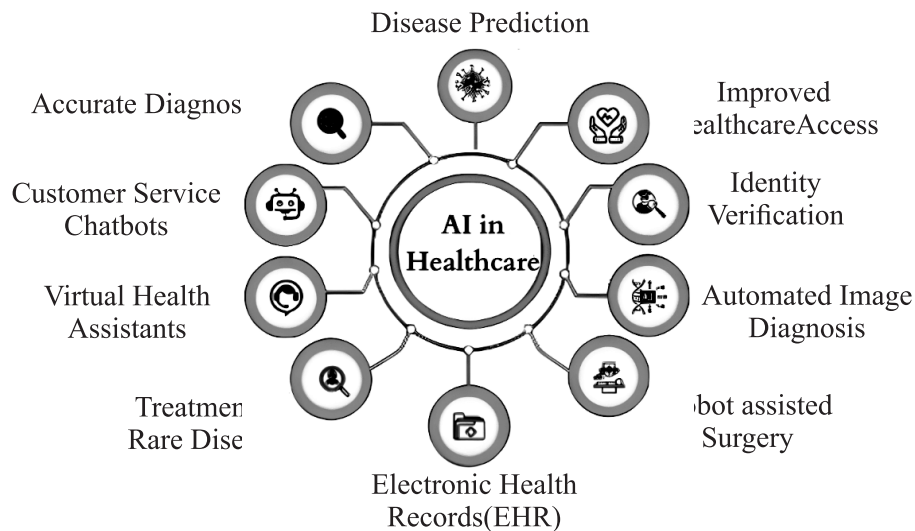 Disease Prediction
Accurate Diagnos
Improved
ealthcareAccess
Customer Service
Chatbots
Identity
Verification
AI in
Healthcare
Virtual Health
Assistants
Automated Image
Diagnosis
Treatmen
Rare Dise
bot assisted
Surgery
Electronic Health
Records(EHR)